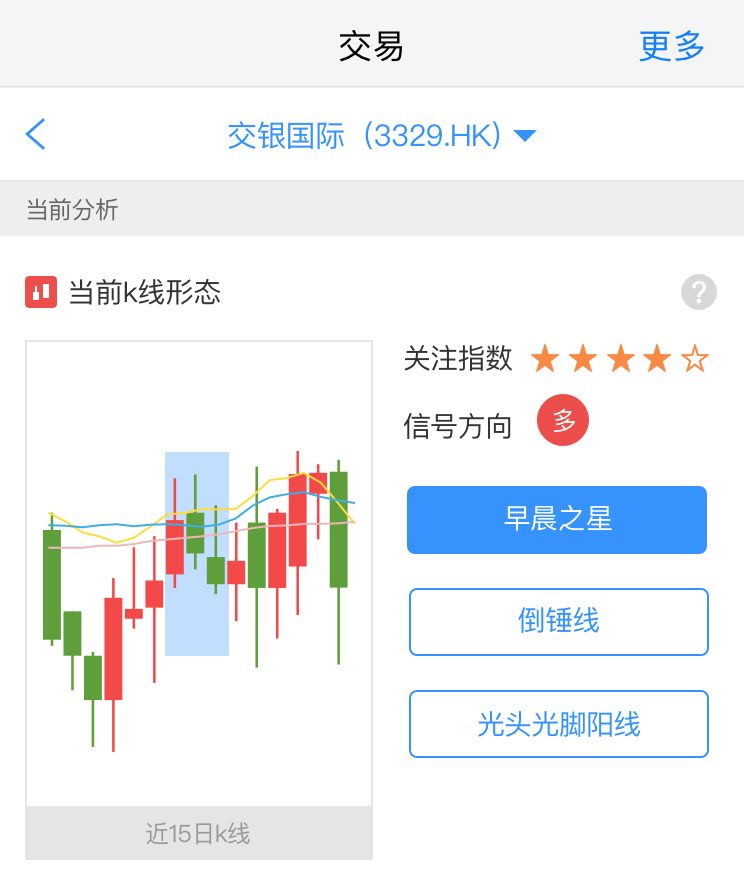 交易
更多
交银国际（3329.HK）
当前分析
当前k线形态
?
关注指数
信号方向 多
早晨之星
倒锤线
光头光脚阳线
近15日k线